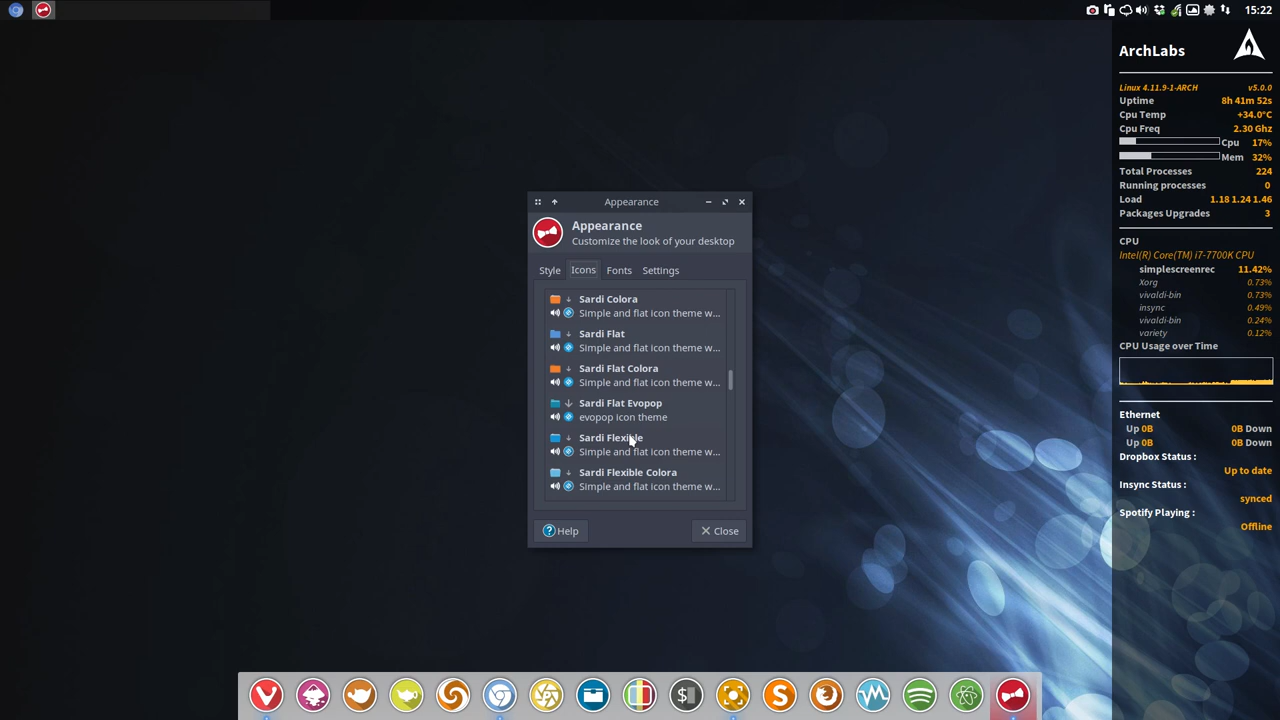 15:22
Appearance
Appearance
Customize the look of your desktop
Style Icons Fonts Settings
Sardi Colora
Simple and flat icon theme w...
Sardi Flat
Simple and flat icon theme w...
Sardi Flat Colora
Simple and flat icon theme w...
Sardi Flat Evopop
evopop icon theme
Sardi Flexible
Simple and flat icon theme w...
Sardi Flexible Colora
Simple and flat icon theme w...
Help Close
ArchLabs
Linux 4.11.9-1-ARCH v5.0.0
Uptime 8h 41m 52s
Cpu Temp +34.0°C
Cpu Freq 2.30 Ghz
Cpu 17%
Mem 32%
Total Processes 224
Running processes 0
Load 1.18 1.24 1.46
Packages Upgrades 3
CPU
Intel(R) Core(TM) i7-7700K CPU
simplescreenrec 11.42%
Xorg 0.73%
vivaldi-bin 0.73%
insync 0.49%
vivaldi-bin 0.24%
variety 0.12%
CPU Usage over Time
Ethernet
Up 0B 0B Down
Up 0B 0B Down
Dropbox Status :
Up to date
Insync Status :
synced
Spotify Playing :
Offline